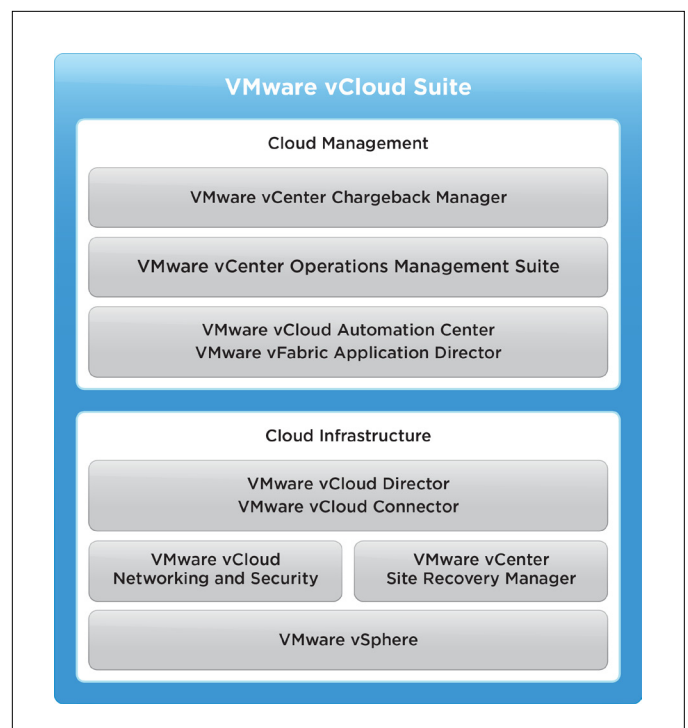 VMware vCloud Suite
Cloud Management
VMware vCenter Chargeback Manager
VMware vCenter Operations Management Suite
VMware vCloud Automation Center
VMware vFabric Application Director
Cloud Infrastructure
VMware vCloud Director
VMware vCloud Connector
VMware vCloud
Networking and Security
VMware vCenter
Site Recovery Manager
VMware vSphere